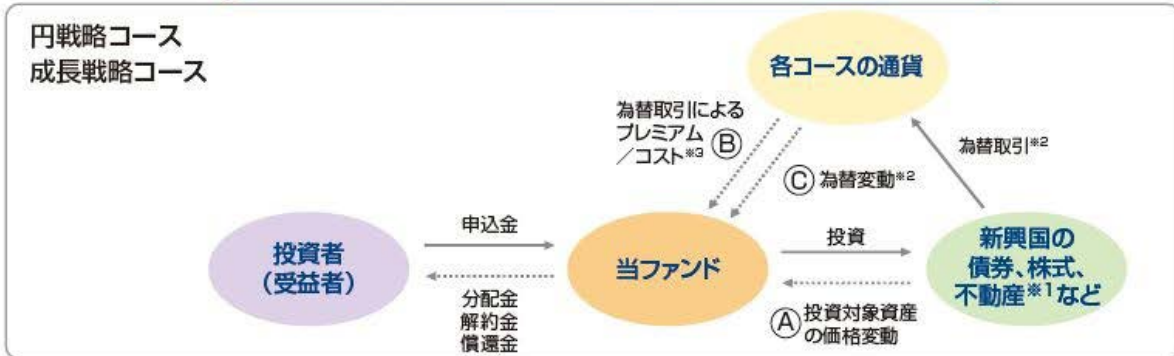 円戦略コース
成長戦略コース
各コースの通貨
為替取引による
プレミアム
／コスト※3 Ⓑ
為替取引※2
Ⓒ 為替変動※2
投資者
（受益者）
申込金
分配金
解約金
償還金
当ファンド
投資
Ⓐ 投資対象資産
の価格変動
新興国の
債券、株式、
不動産※1など